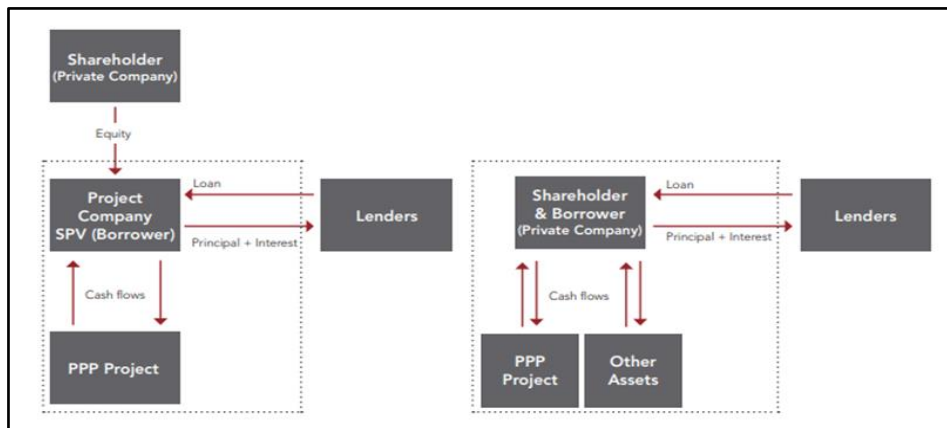 Shareholder
(Private Company)
Equity
Project
Company
SPV (Borrower)
Loan
Principal + Interest
Lenders
Cash flows
PPP Project
Shareholder
& Borrower
(Private Company)
Loan
Principal + Interest
Lenders
Cash flows
PPP
Project
Other
Assets